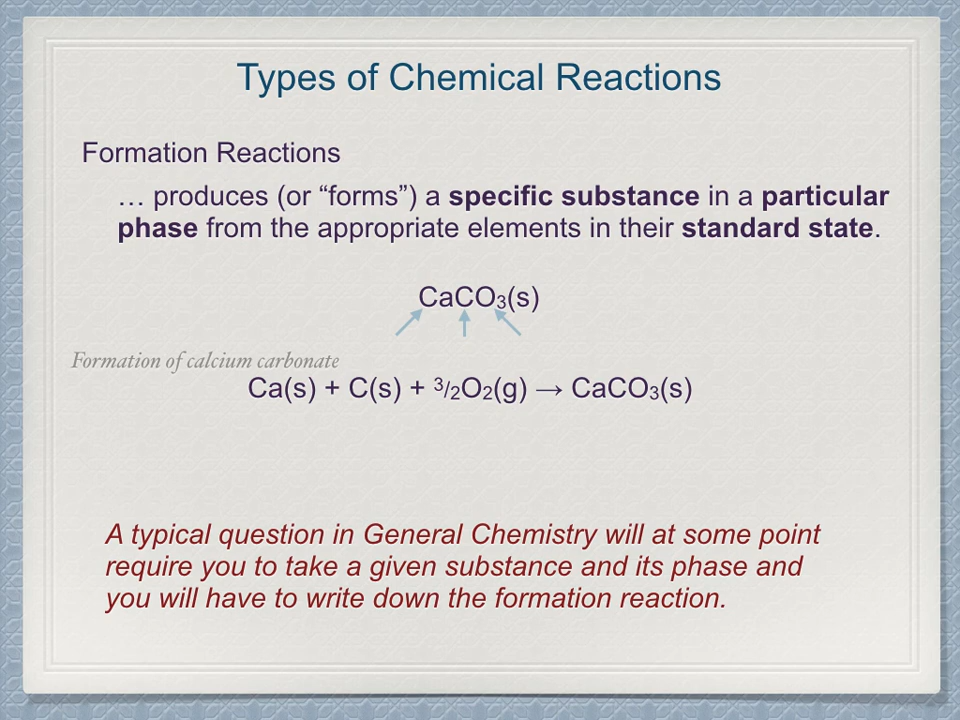 Types of Chemical Reactions
Formation Reactions
… produces (or “forms”) a specific substance in a particular
phase from the appropriate elements in their standard state.
CaCO₃(s)
Formation of calcium carbonate
Ca(s) + C(s) + ³/₂O₂(g) → CaCO₃(s)
A typical question in General Chemistry will at some point
require you to take a given substance and its phase and
you will have to write down the formation reaction.